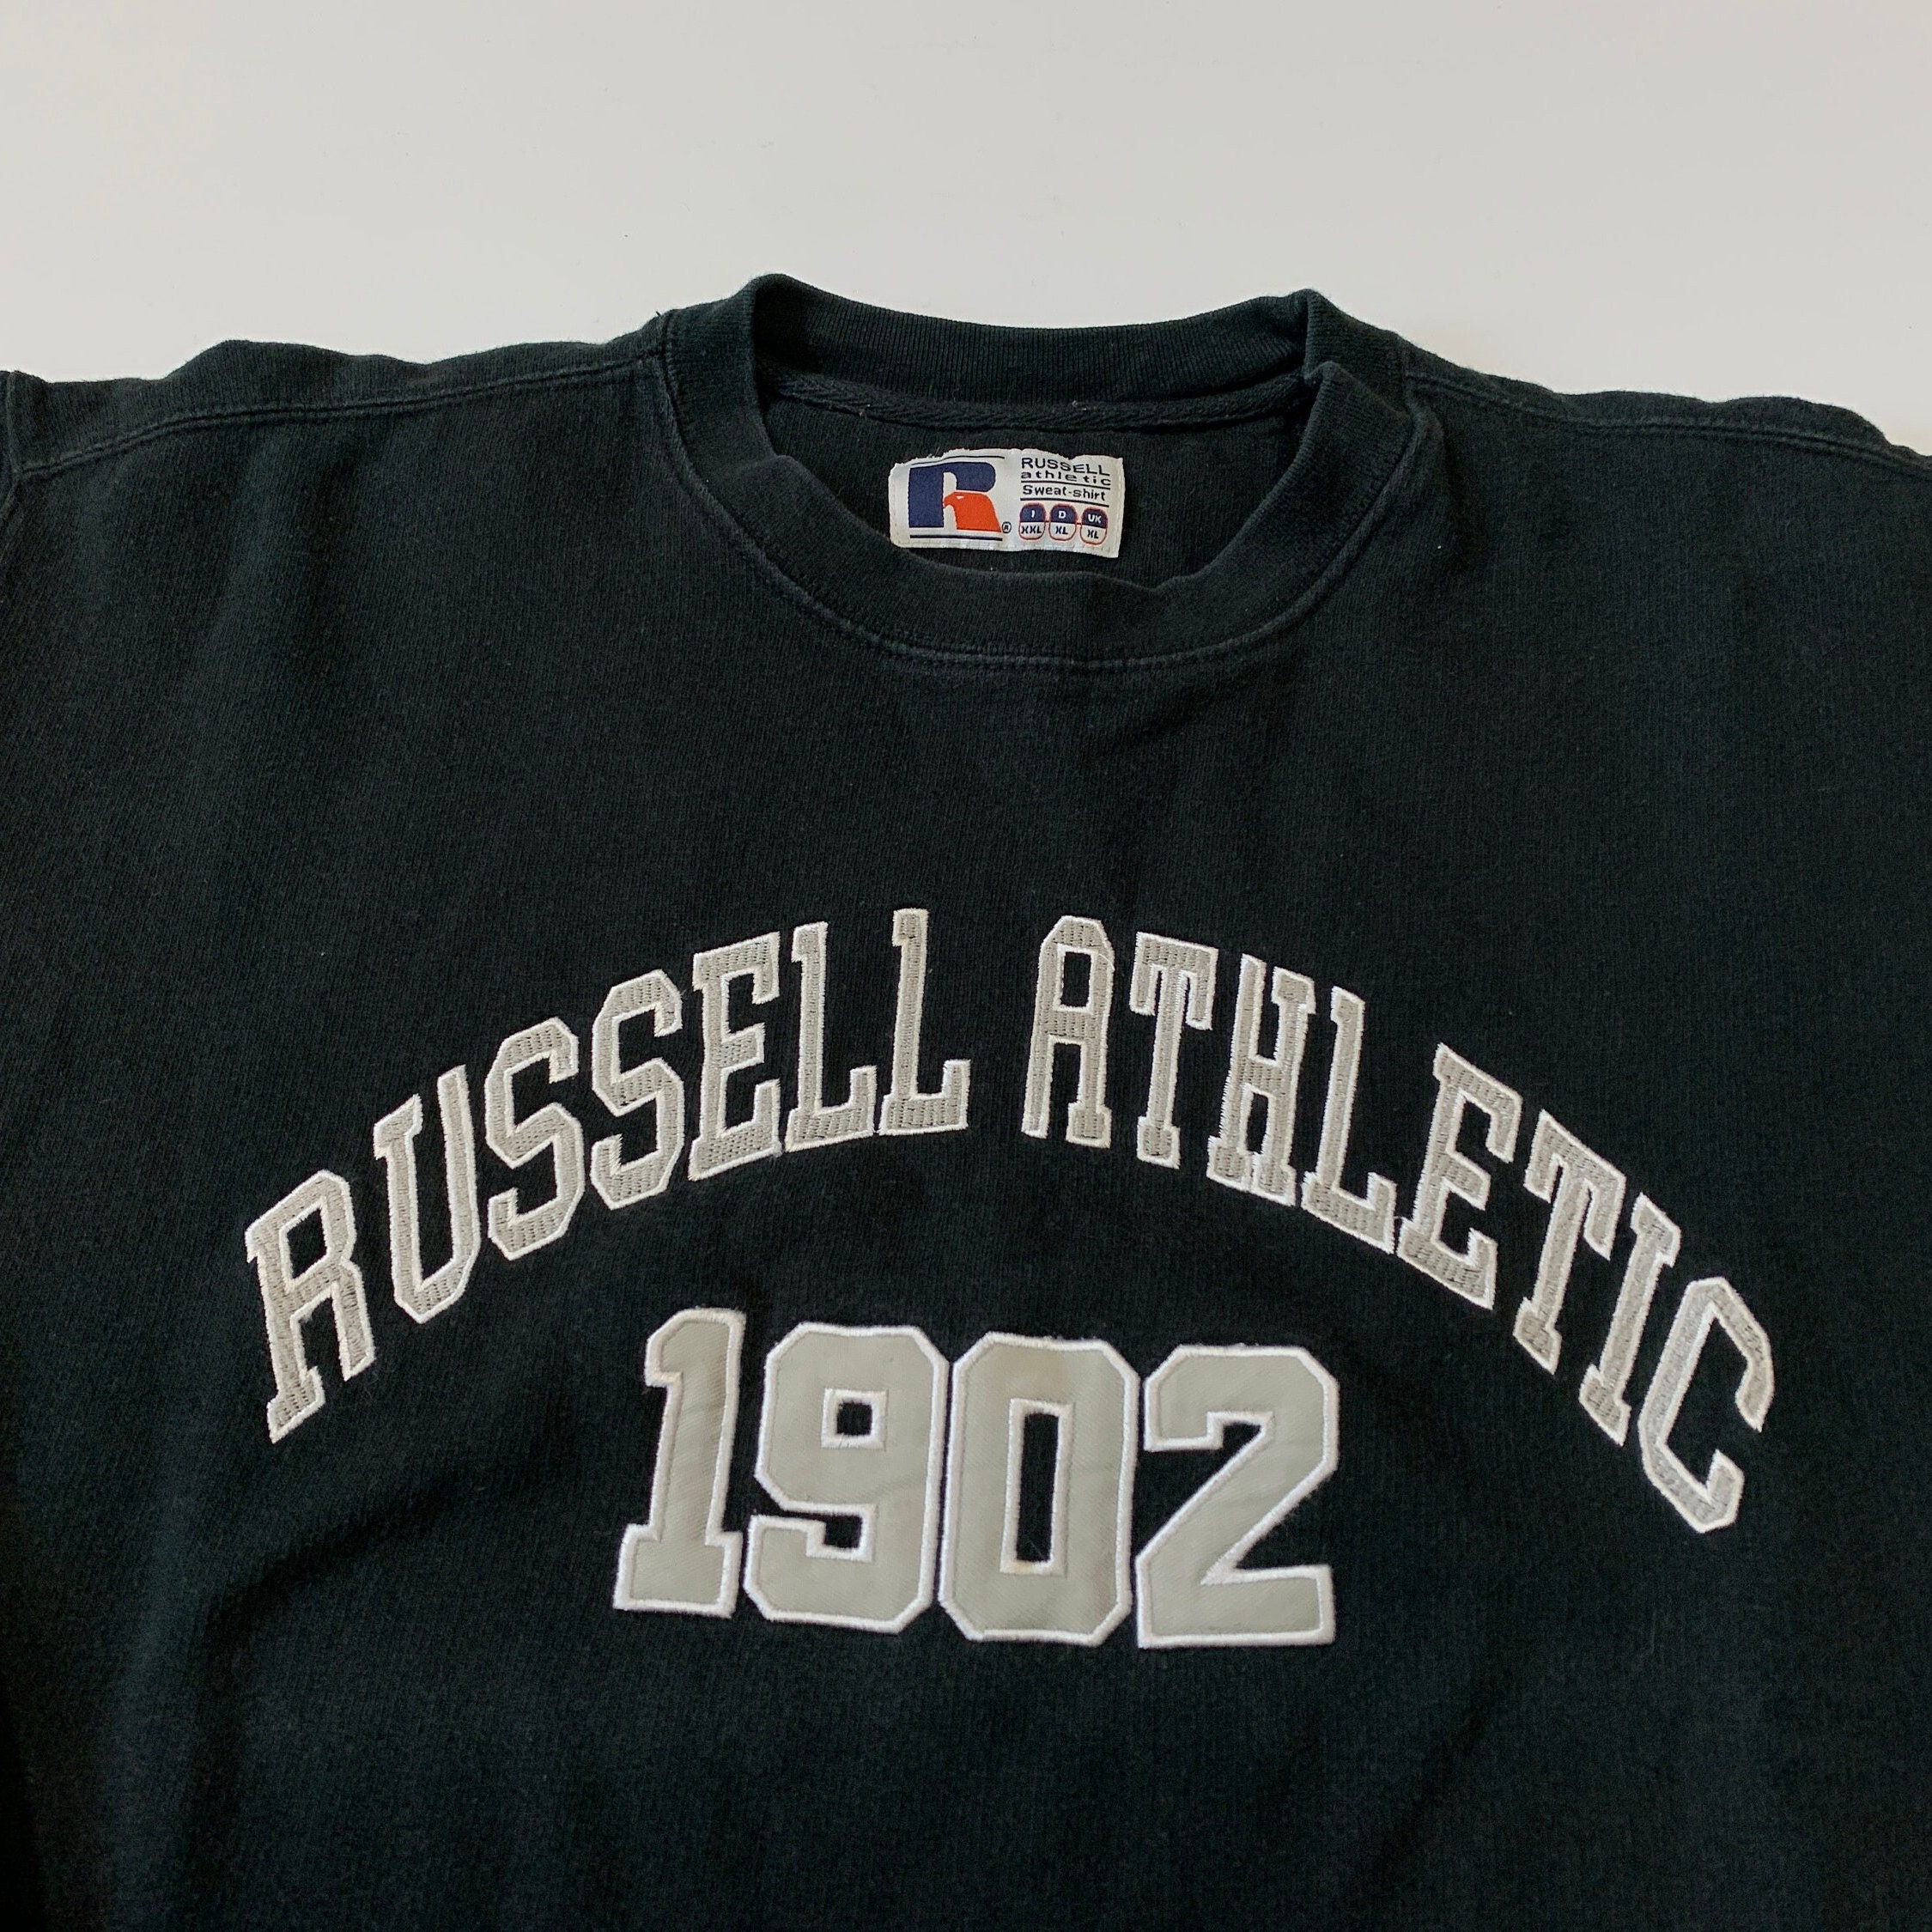 R®
RUSSELL
athletic
Sweat-shirt
I D UK
XXL XL XL
RUSSELL ATHLETIC
1902